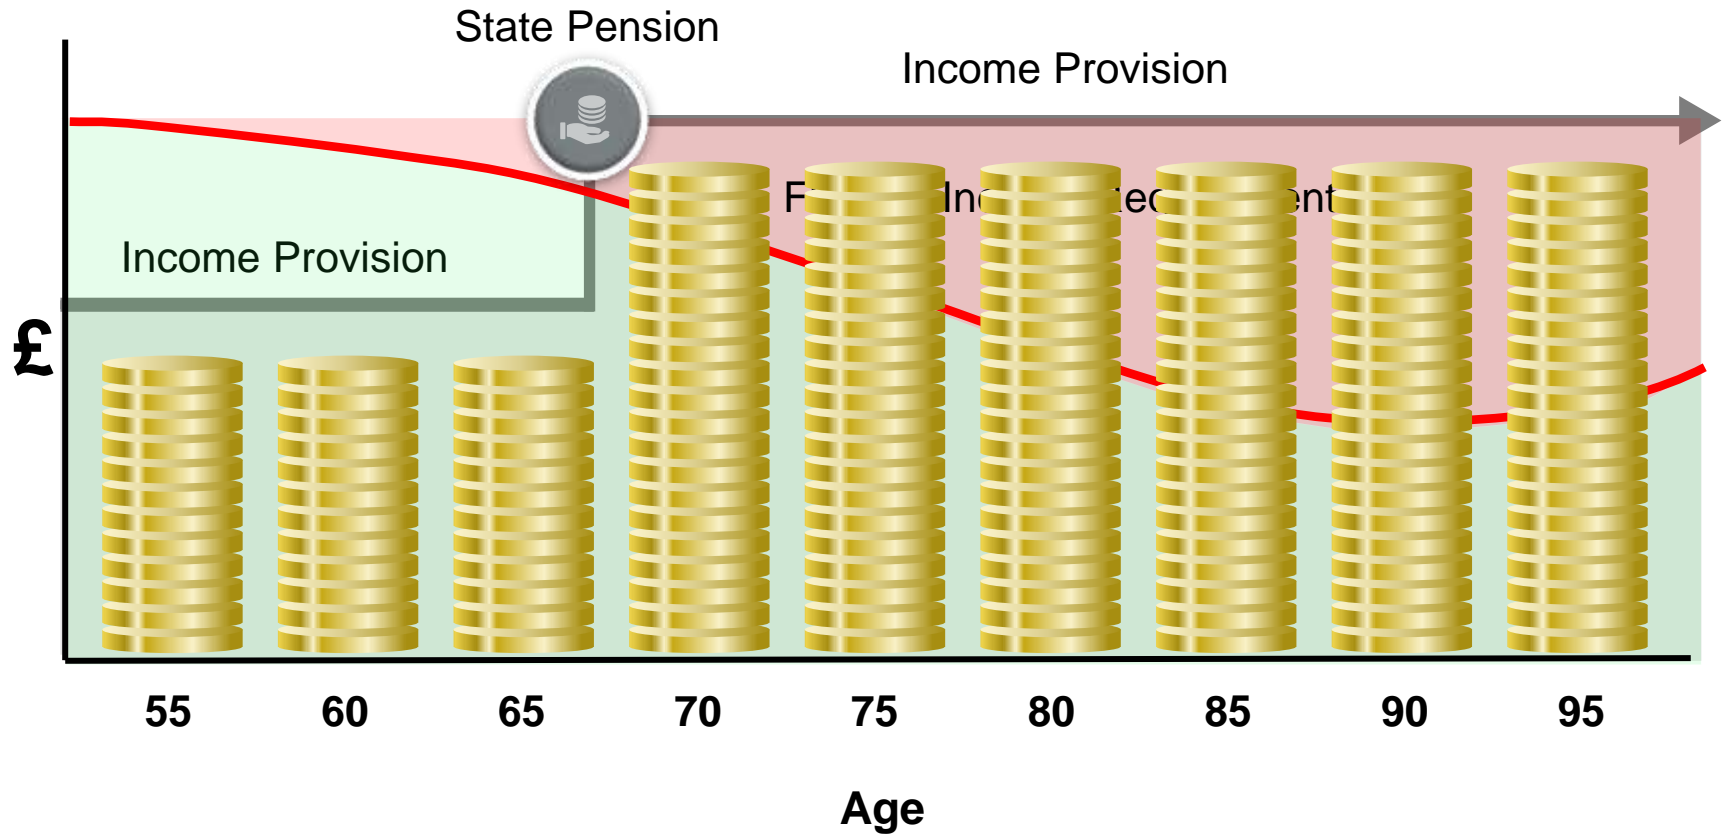 State Pension
Income Provision
Income Provision
£
55 60 65 70 75 80 85 90 95
Age